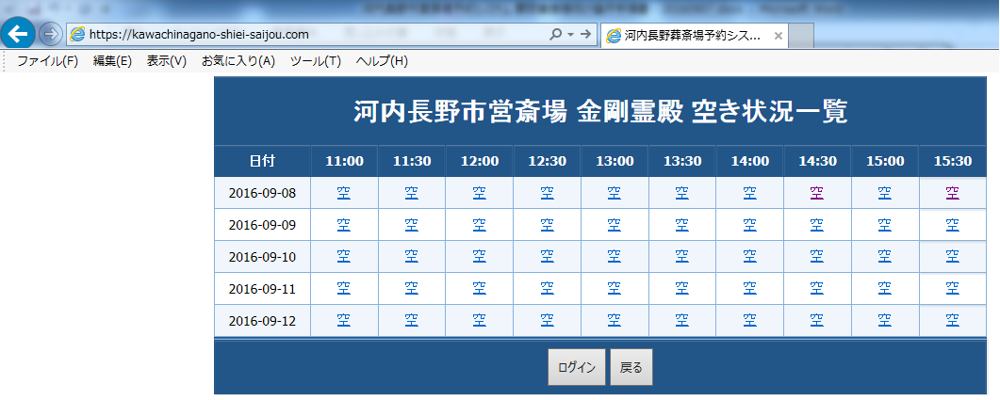 https://kawachinagano-shiei-saijou.com
河内長野葬斎場予約シス...
ファイル(F) 編集(E) 表示(V) お気に入り(A) ツール(T) ヘルプ(H)
河内長野市営斎場 金剛霊殿 空き状況一覧
日付 11:00 11:30 12:00 12:30 13:00 13:30 14:00 14:30 15:00 15:30
2016-09-08 空 空 空 空 空 空 空 空 空 空
2016-09-09 空 空 空 空 空 空 空 空 空 空
2016-09-10 空 空 空 空 空 空 空 空 空 空
2016-09-11 空 空 空 空 空 空 空 空 空 空
2016-09-12 空 空 空 空 空 空 空 空 空 空
ログイン 戻る